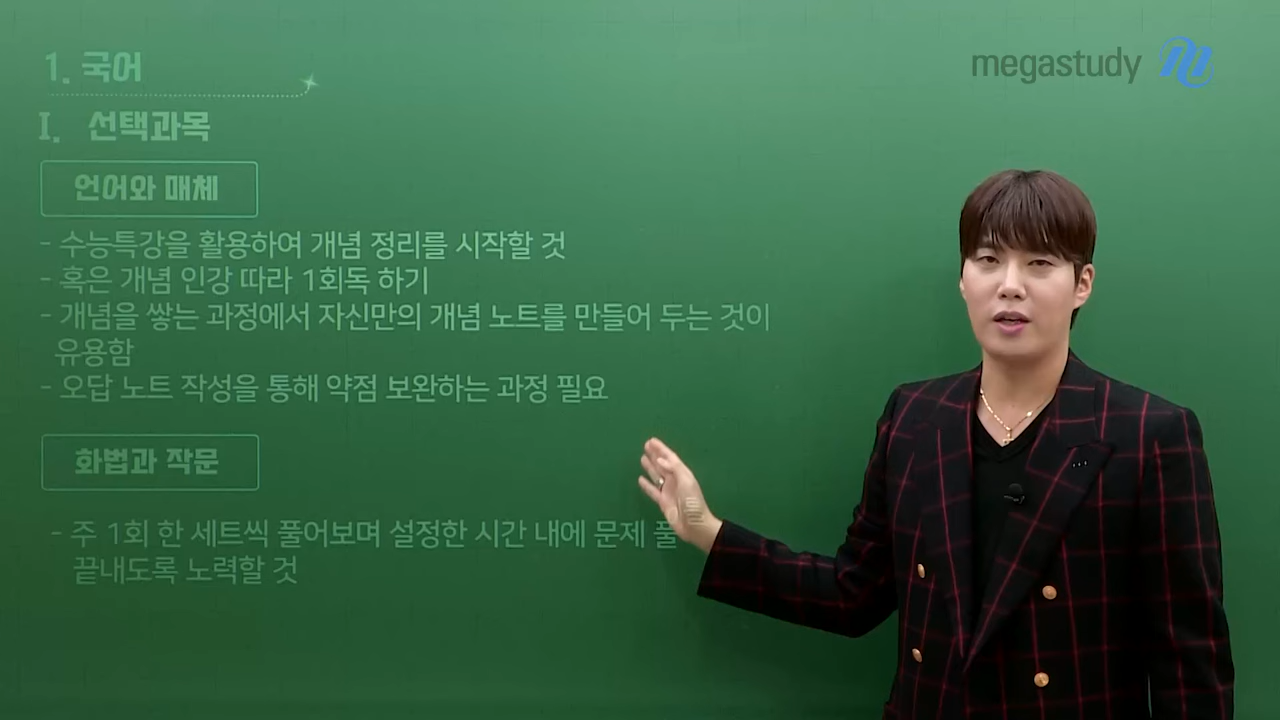 1. 국어
megastudy
I. 선택과목
언어와 매체
- 수능특강을 활용하여 개념 정리를 시작할 것
- 혹은 개념 인강 따라 1회독 하기
- 개념을 쌓는 과정에서 자신만의 개념 노트를 만들어 두는 것이
유용함
- 오답 노트 작성을 통해 약점 보완하는 과정 필요
화법과 작문
- 주 1회 한 세트씩 풀어보며 설정한 시간 내에 문제 풀 를
끝내도록 노력할 것